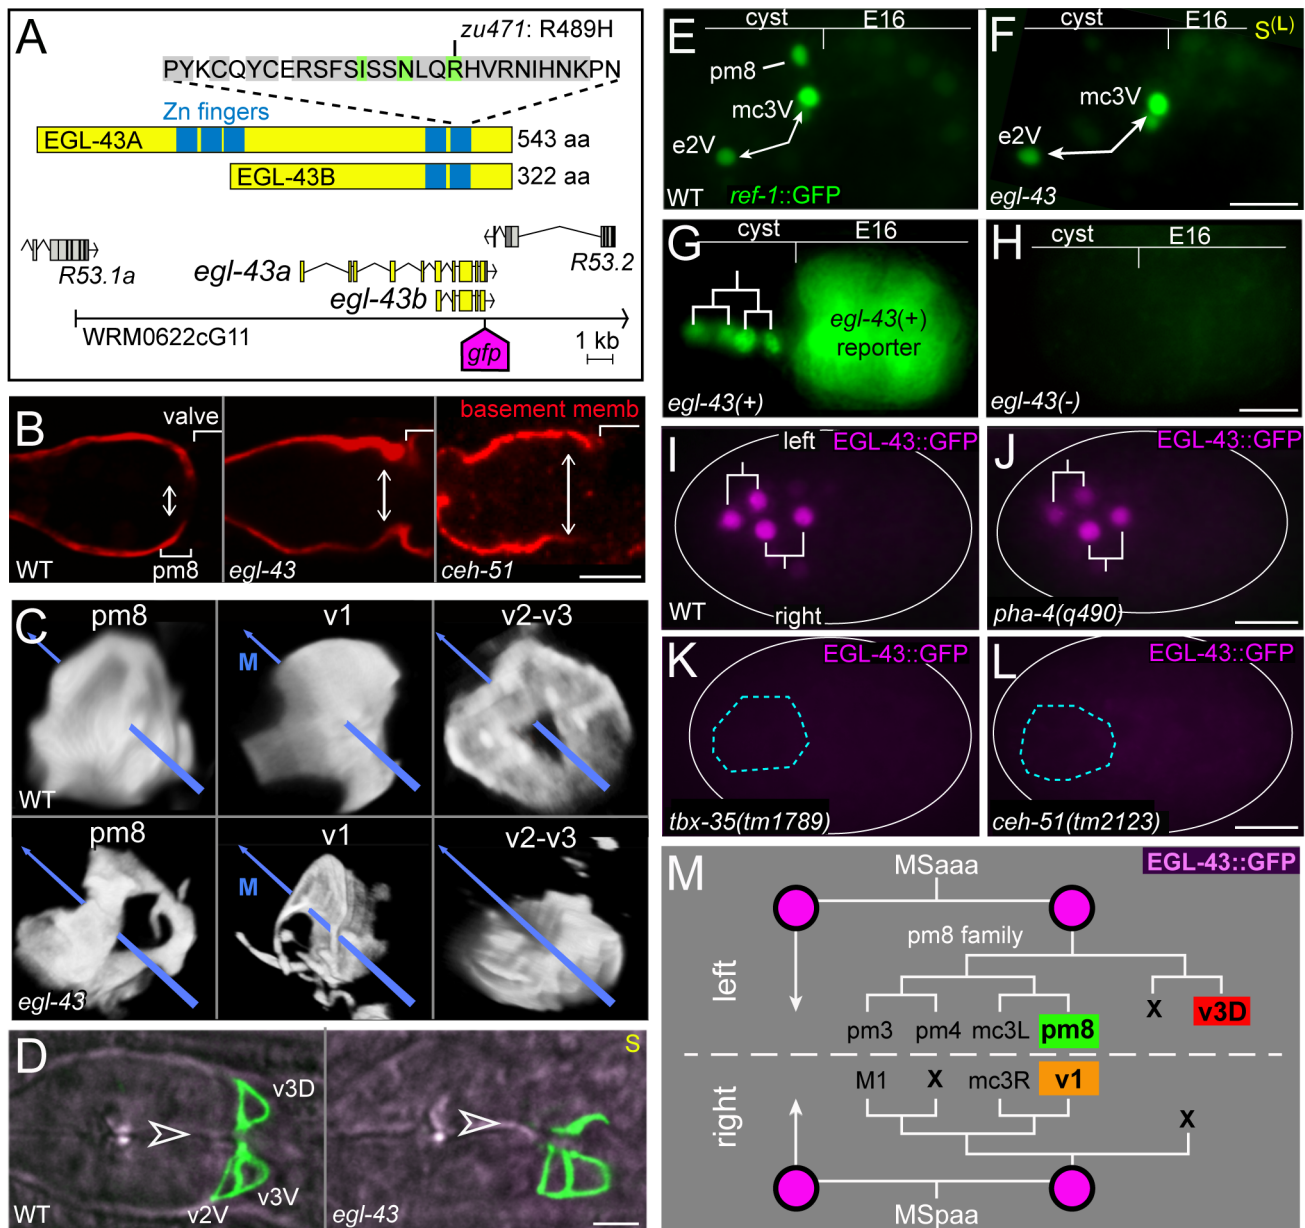 A
zu471: R489H
PYKCQYCERSFSISSNLQRHVRNIHNKPN
Zn fingers
EGL-43A
543 aa
EGL-43B
322 aa
R53.1a
R53.2
egl-43a
egl-43b
WRM0622cG11
gfp
1 kb
B
valve
basement memb
WT
pm8
egl-43
ceh-51
C
pm8
v1
v2-v3
M
WT
pm8
v1
v2-v3
M
egl-43
D
S
v3D
v3V
v2V
WT
egl-43
E
cyst
E16
pm8
mc3V
e2V
WT
ref-1::GFP
F
cyst
E16
S(L)
mc3V
e2V
egl-43
G
cyst
E16
egl-43(+)
reporter
egl-43(+)
H
cyst
E16
egl-43(-)
I
left
EGL-43::GFP
WT
right
J
EGL-43::GFP
pha-4(q490)
K
EGL-43::GFP
tbx-35(tm1789)
L
EGL-43::GFP
ceh-51(tm2123)
M
EGL-43::GFP
MSaaa
pm8 family
left
X
v3D
pm3
pm4
mc3L
pm8
M1
X
mc3R
v1
right
X
MSpaa